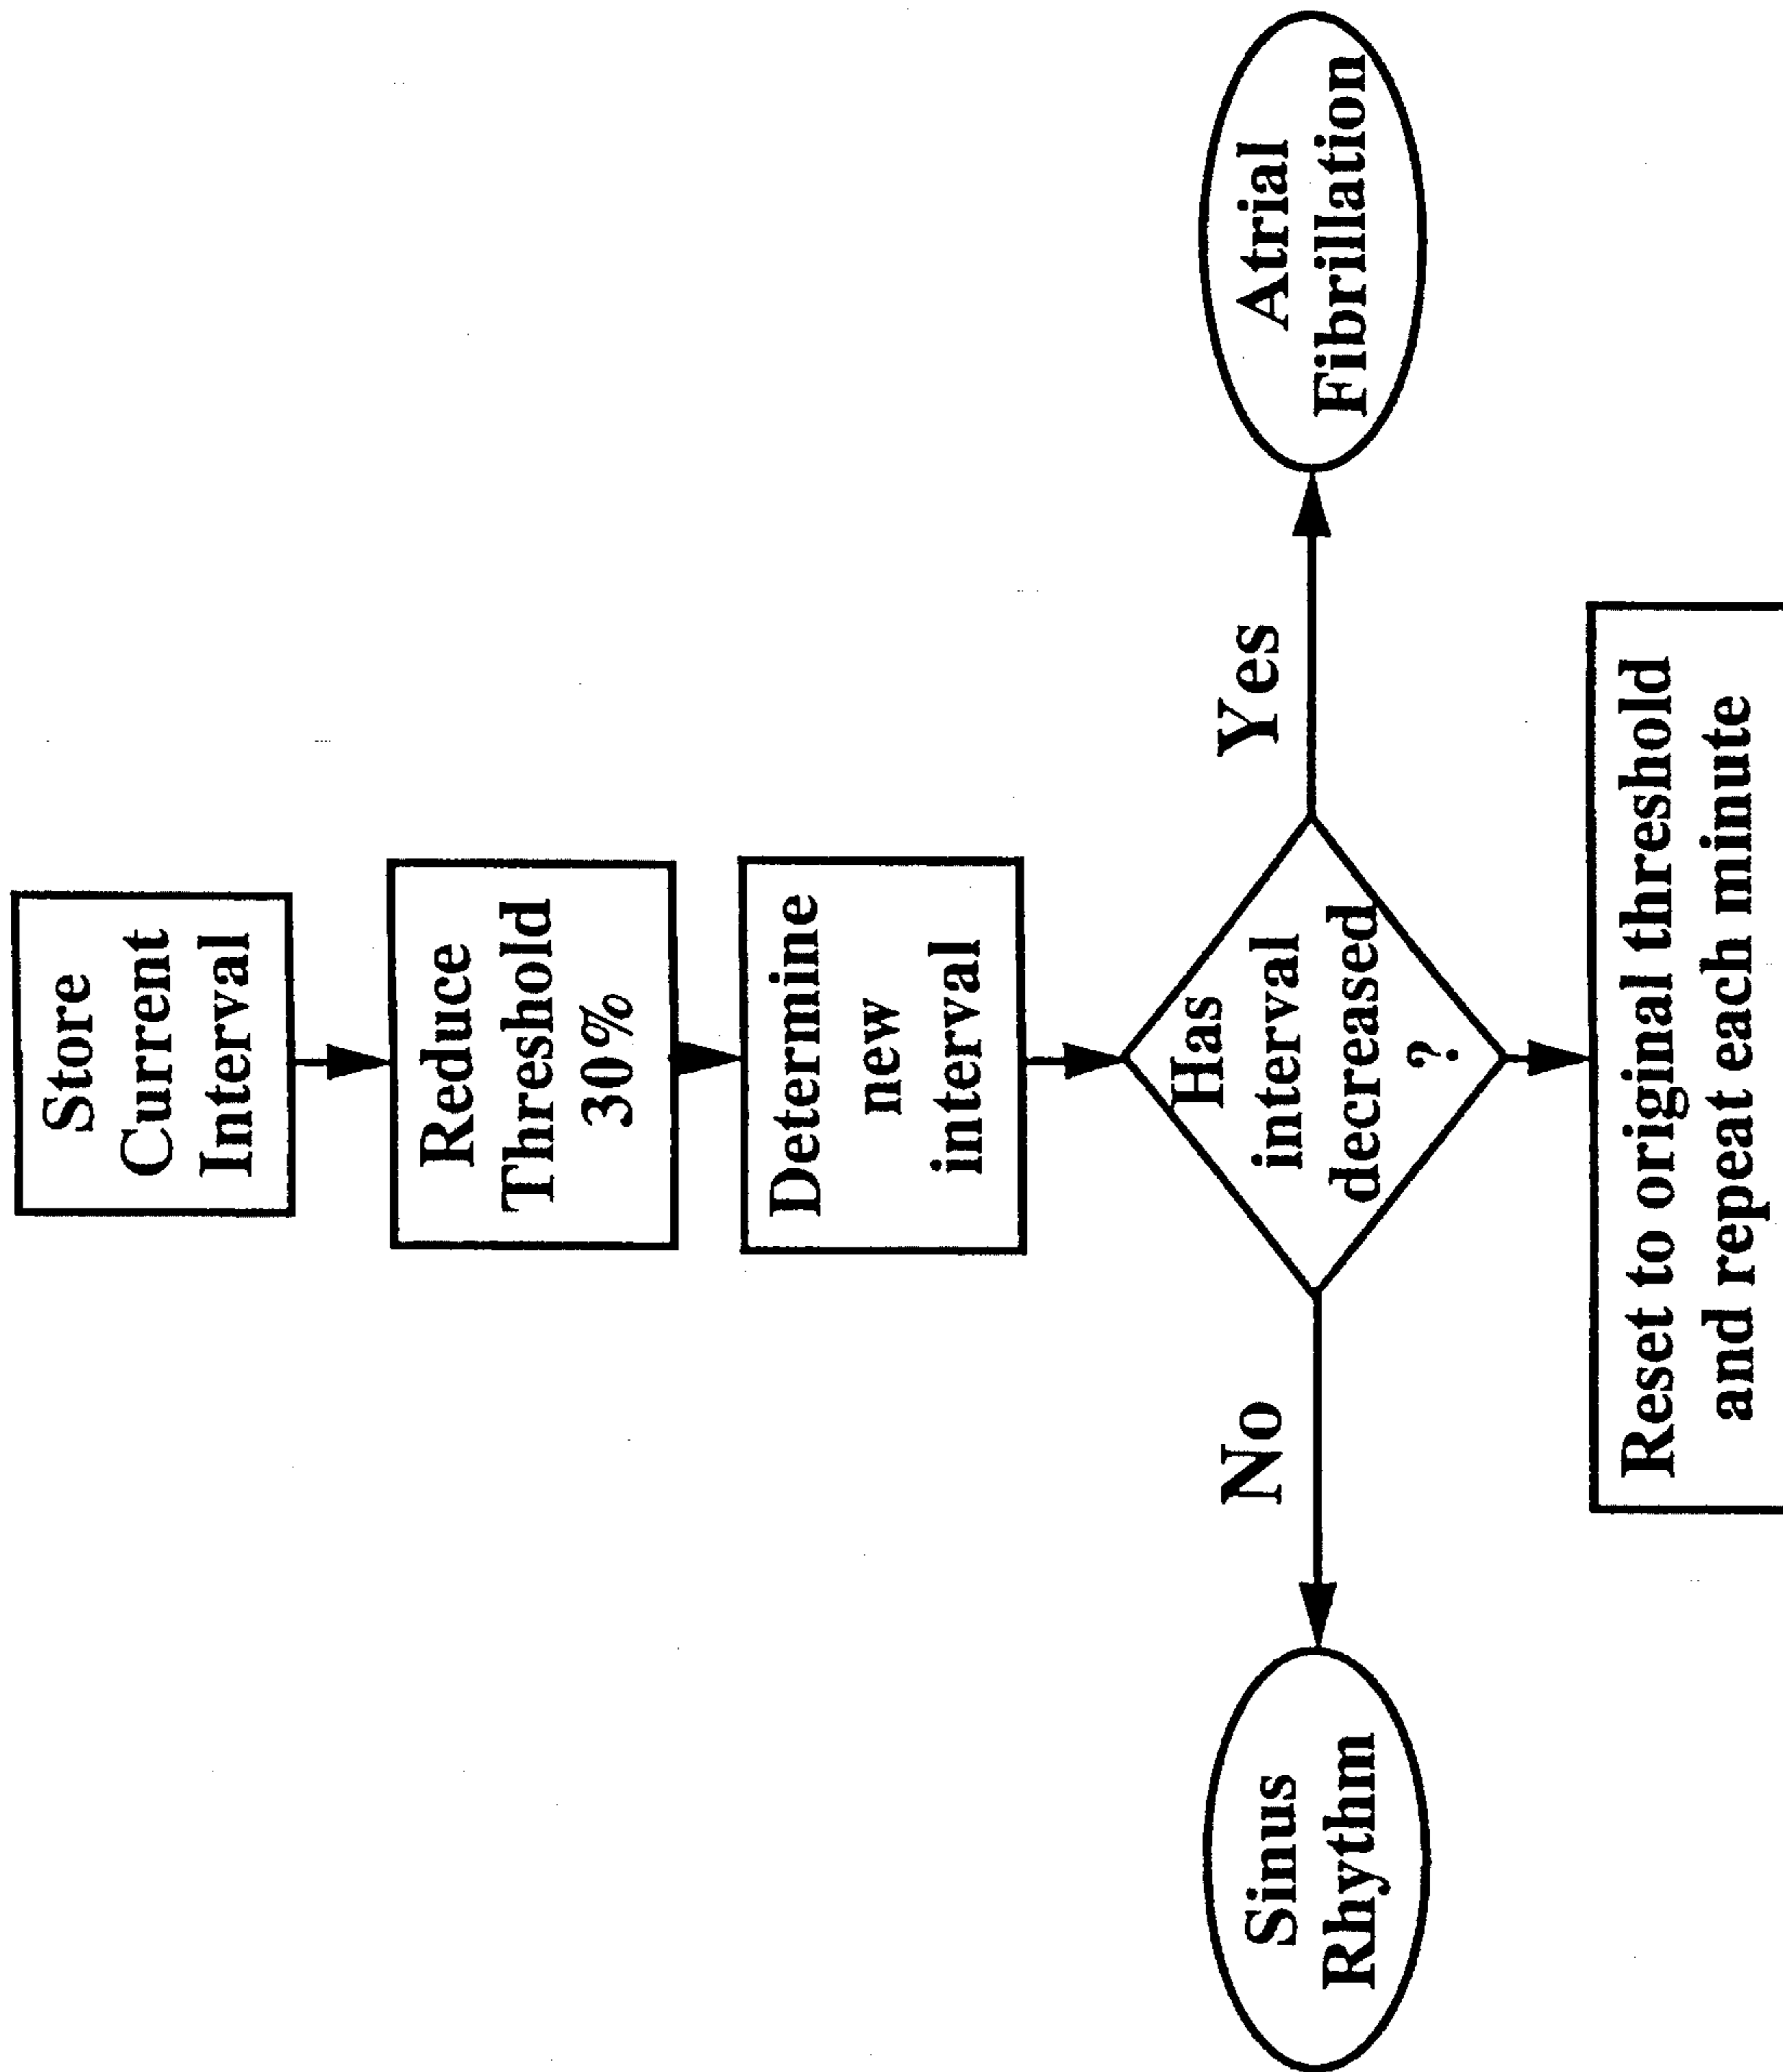 Store
Current
Interval
Reduce
Threshold
30%
Determine
new
interval
Has
interval
decreased
?
No
Yes
Sinus
Rhythm
Atrial
Fibrillation
Reset to original threshold
and repeat each minute